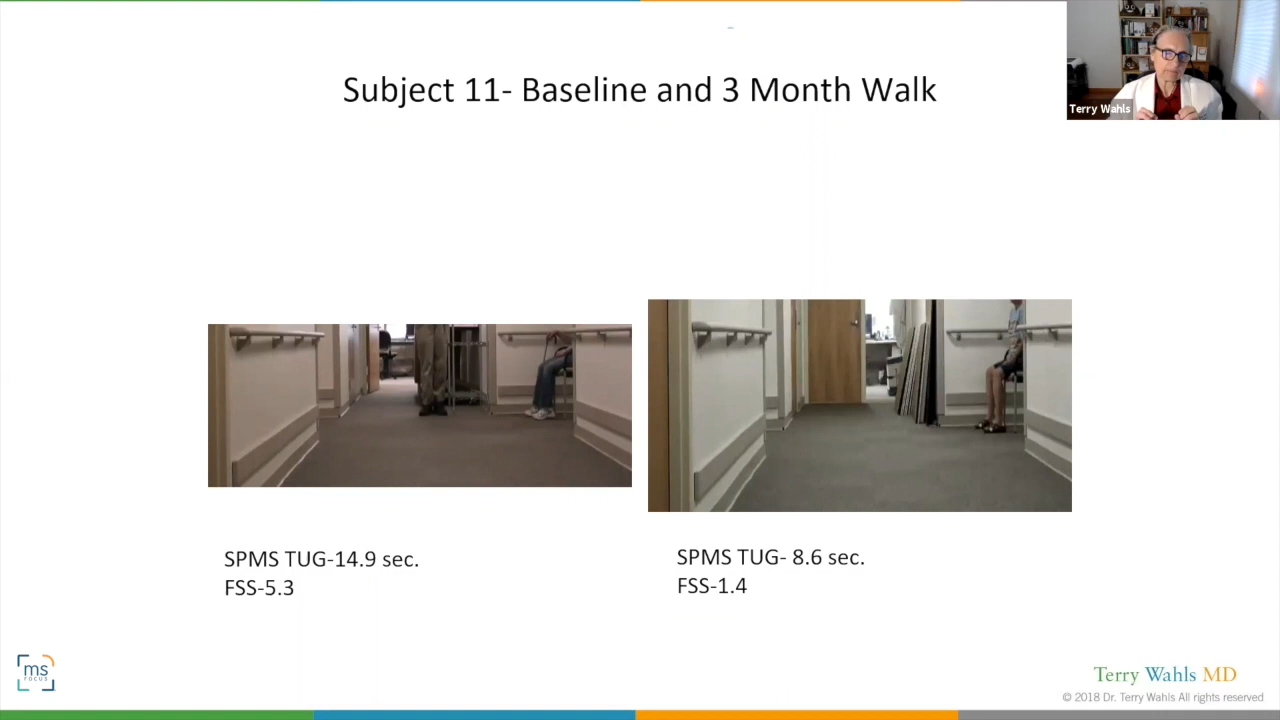 Subject 11- Baseline and 3 Month Walk
Terry Wahls
SPMS TUG-14.9 sec.
FSS-5.3
SPMS TUG- 8.6 sec.
FSS-1.4
ms
FOCUS
Terry Wahls MD
© 2018 Dr. Terry Wahls All rights reserved